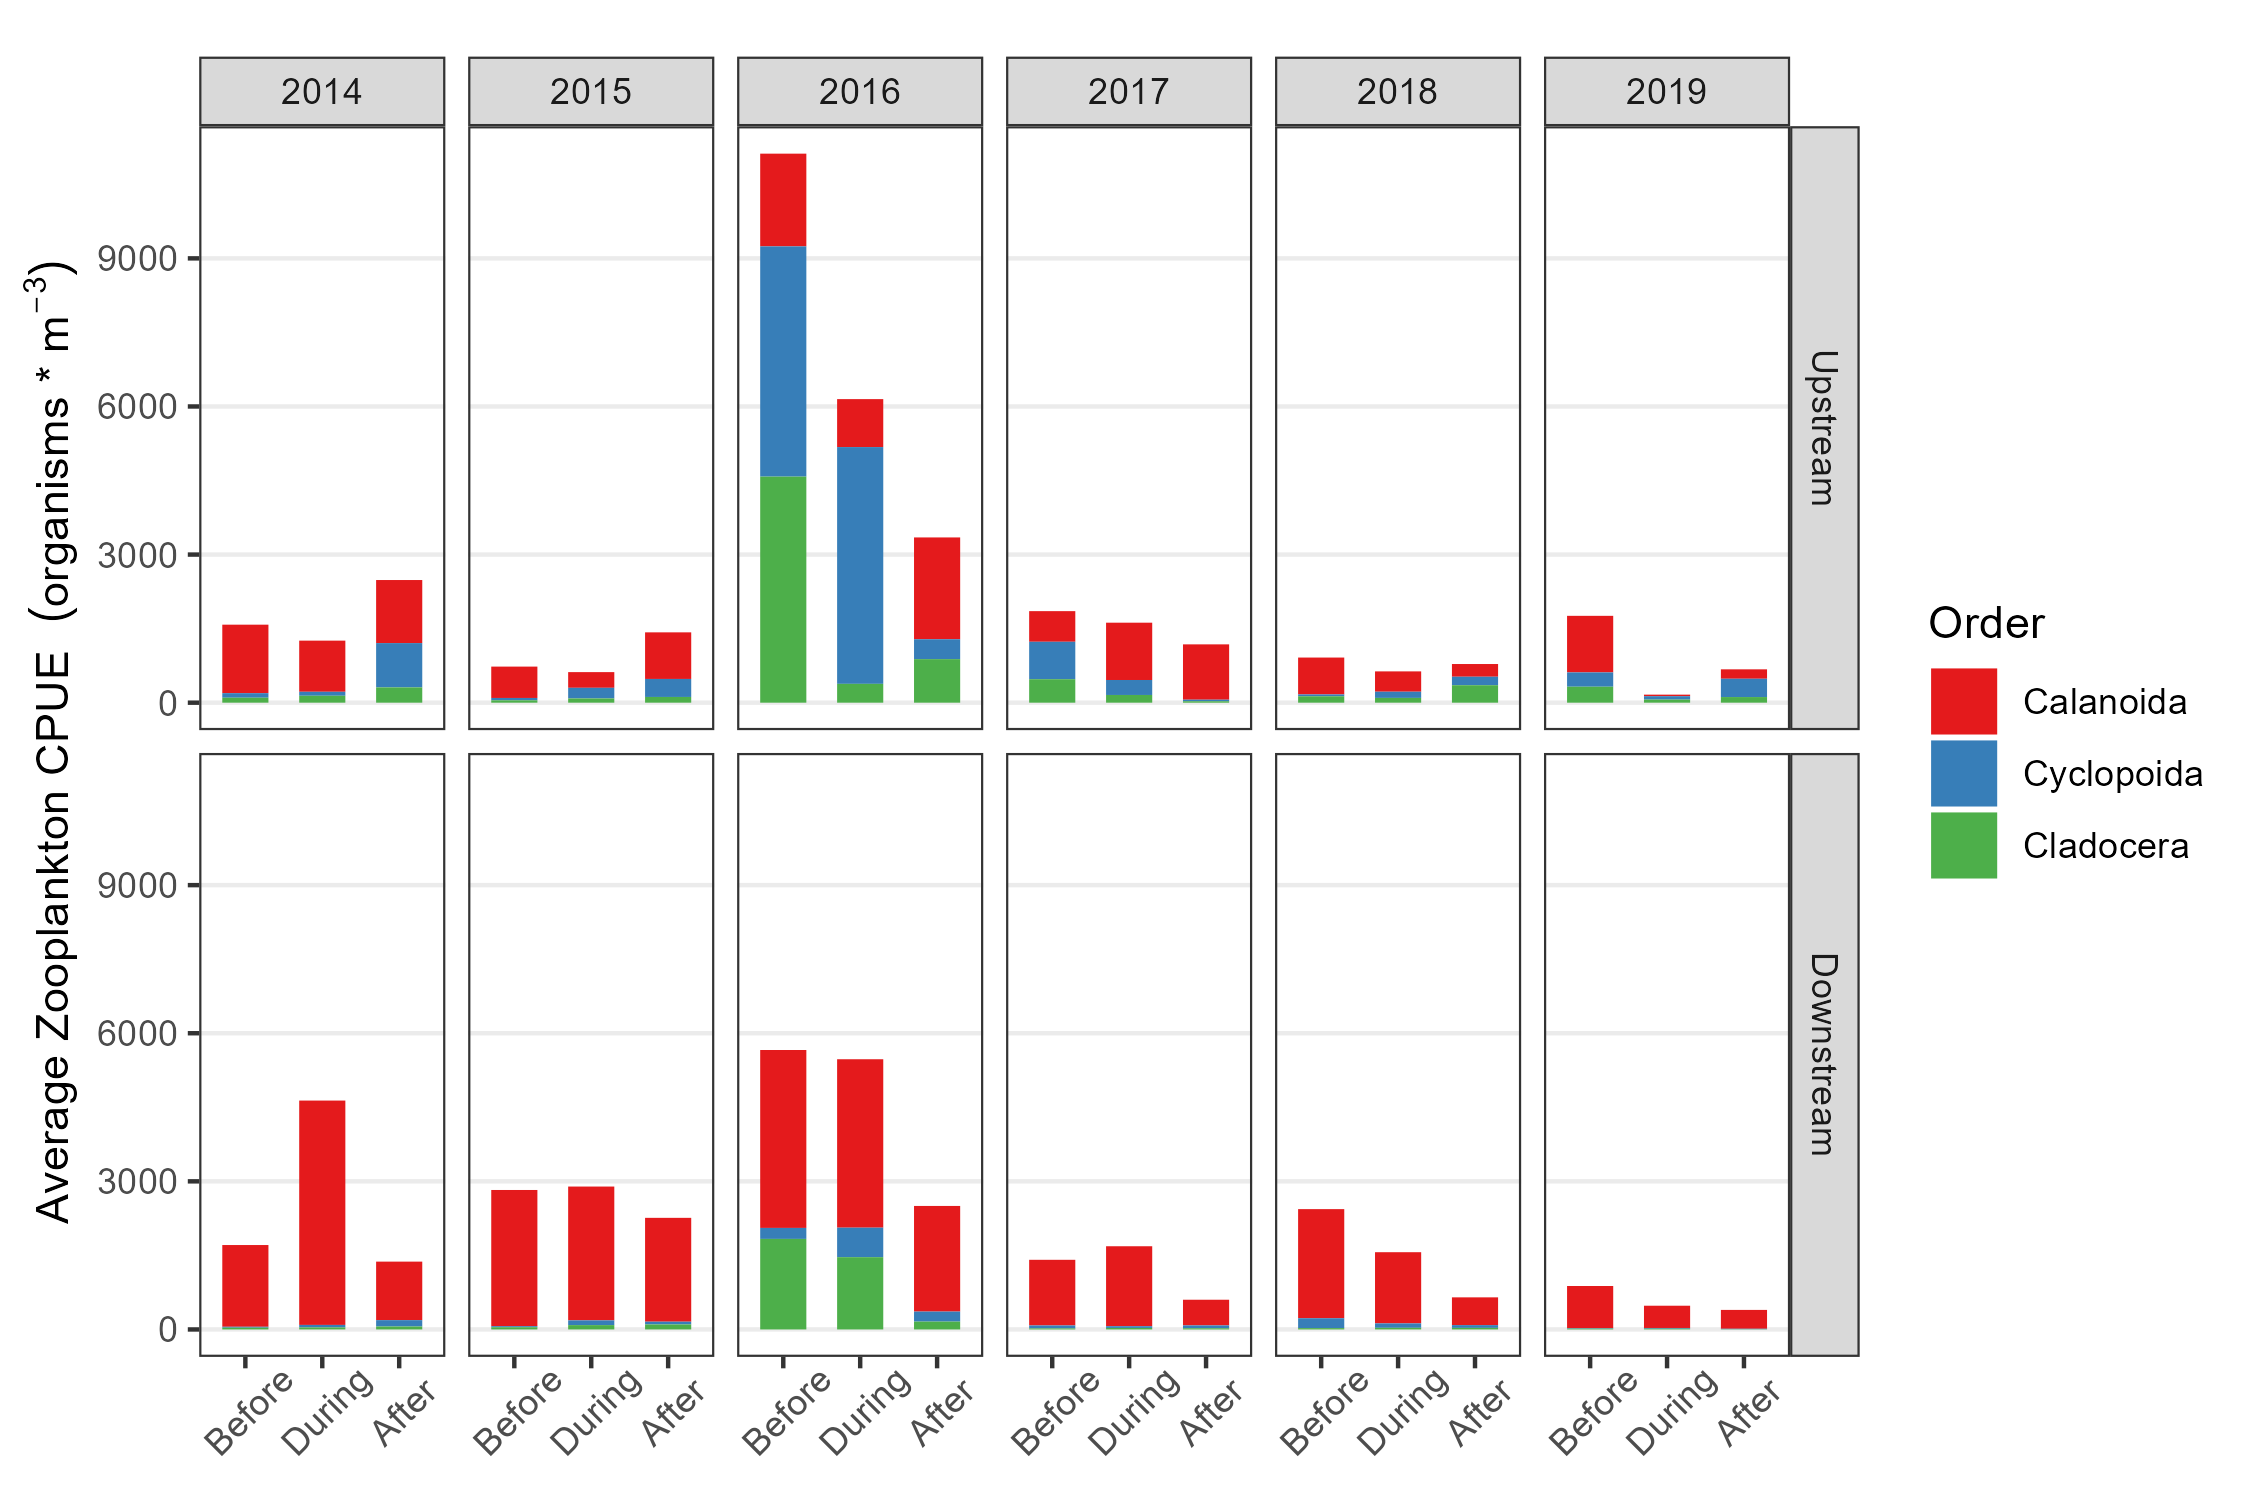 2014 2015 2016 2017 2018 2019
Average Zooplankton CPUE (organisms * m⁻³)
9000
6000
3000
0
Upstream
9000
6000
3000
0
Downstream
Before During After Before During After Before During After Before During After Before During After Before During After
Order
Calanoida
Cyclopoida
Cladocera